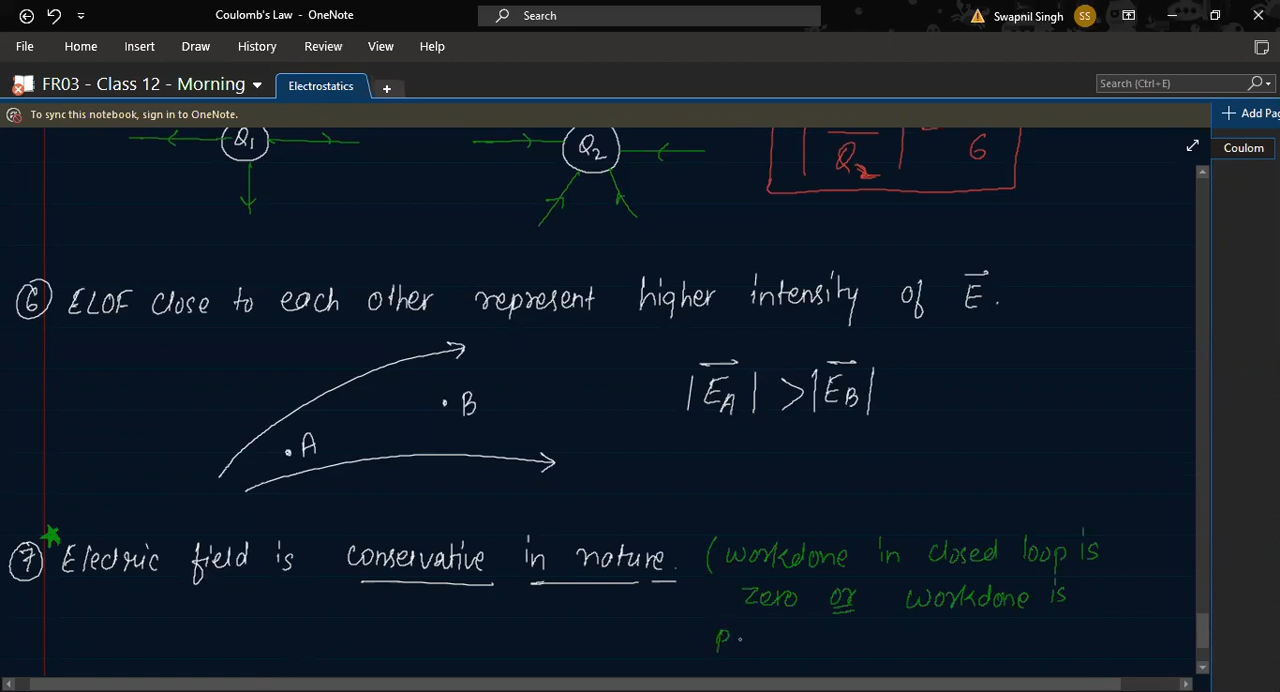 Coulomb's Law - OneNote
Search
Swapnil Singh
SS
File Home Insert Draw History Review View Help
FR03 - Class 12 - Morning
Electrostatics
+
Search (Ctrl+E)
To sync this notebook, sign in to OneNote.
+ Add Pag
Coulom
Q1
Q2
Q2
6
⑥ ELOF close to each other represent higher intensity of E⃗.
A
B
|E⃗A| > |E⃗B|
⑦ Electric field is conservative in nature. (workdone in closed loop is
zero or workdone is
p.